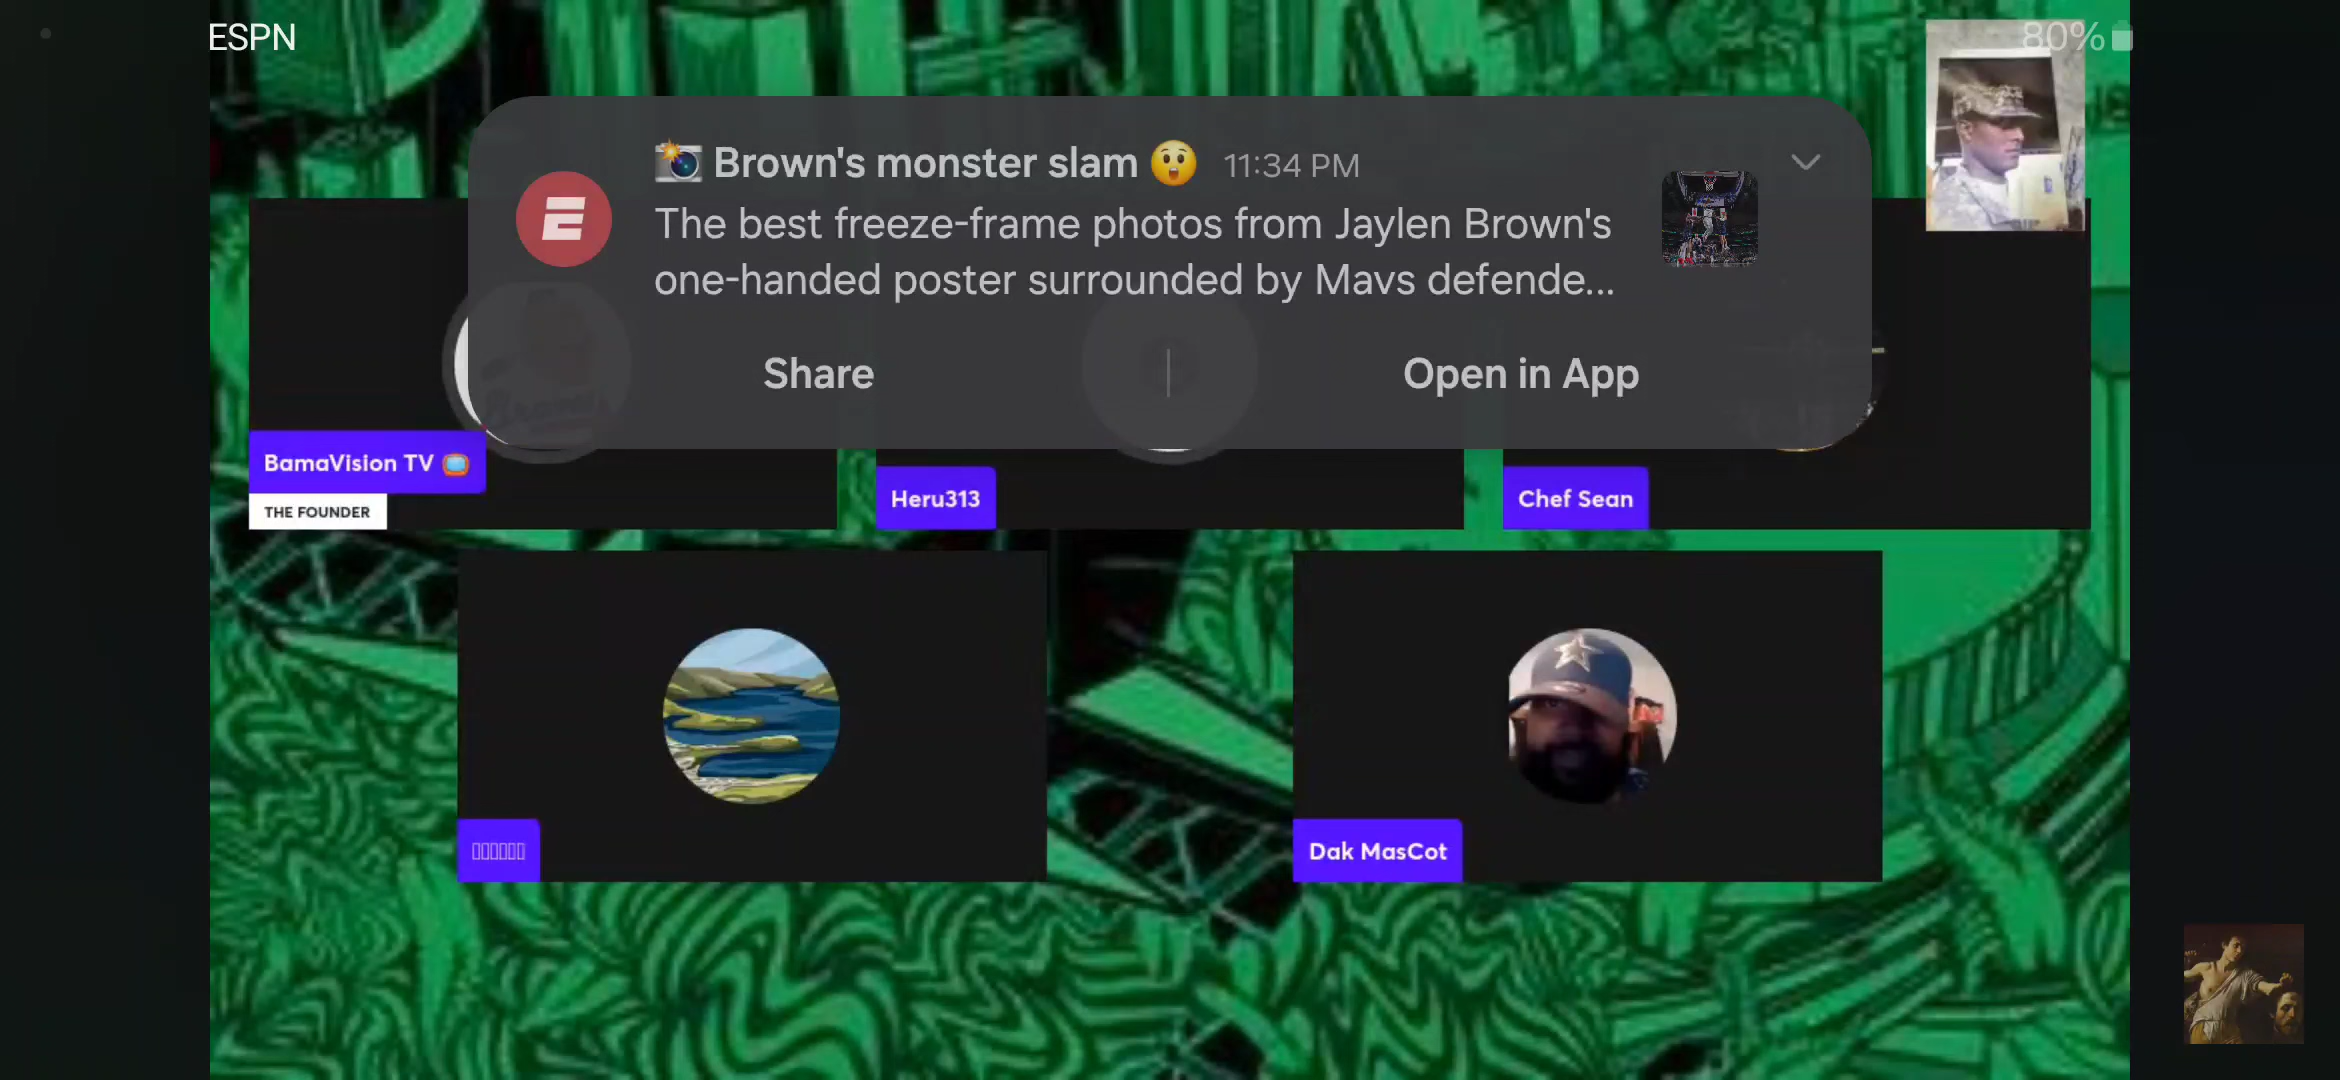 ESPN
80%
Brown's monster slam 11:34 PM
The best freeze-frame photos from Jaylen Brown's
one-handed poster surrounded by Mavs defende...
Share
Open in App
BamaVision TV
THE FOUNDER
Heru313
Chef Sean
Dak MasCot